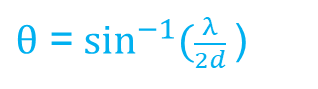 θ = sin⁻¹(λ/2d)